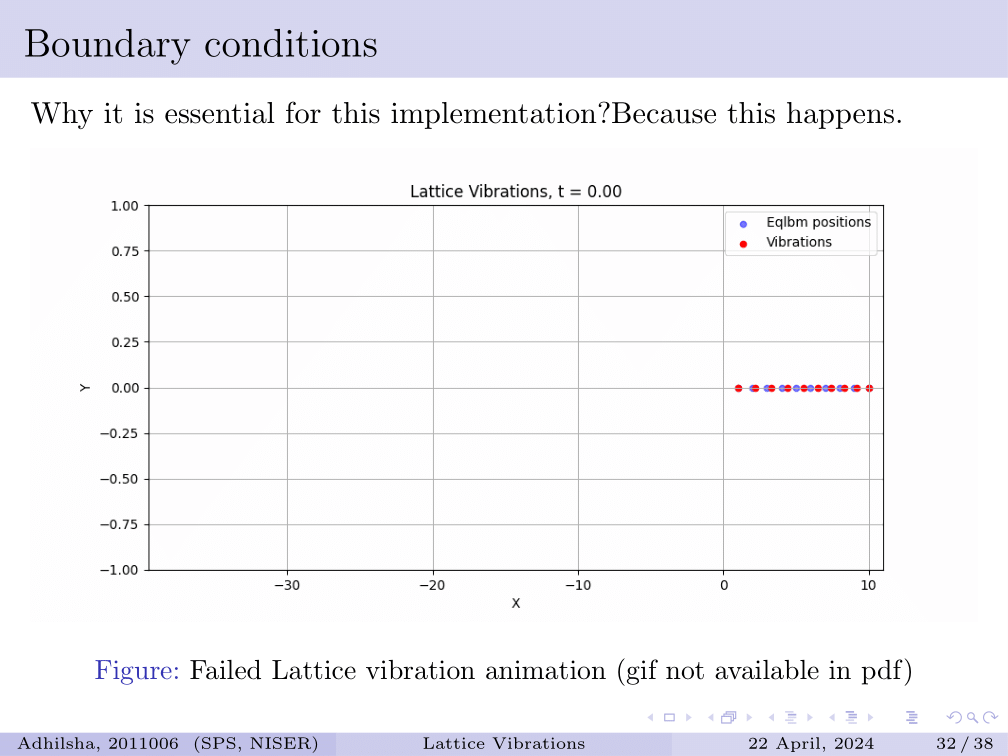 Boundary conditions
Why it is essential for this implementation?Because this happens.
Lattice Vibrations, t = 0.00
1.00
0.75
0.50
0.25
0.00
−0.25
−0.50
−0.75
−1.00
Y
Eqlbm positions
Vibrations
−30
−20
−10
0
10
X
Figure: Failed Lattice vibration animation (gif not available in pdf)
Adhilsha, 2011006 (SPS, NISER)
Lattice Vibrations
22 April, 2024
32 / 38